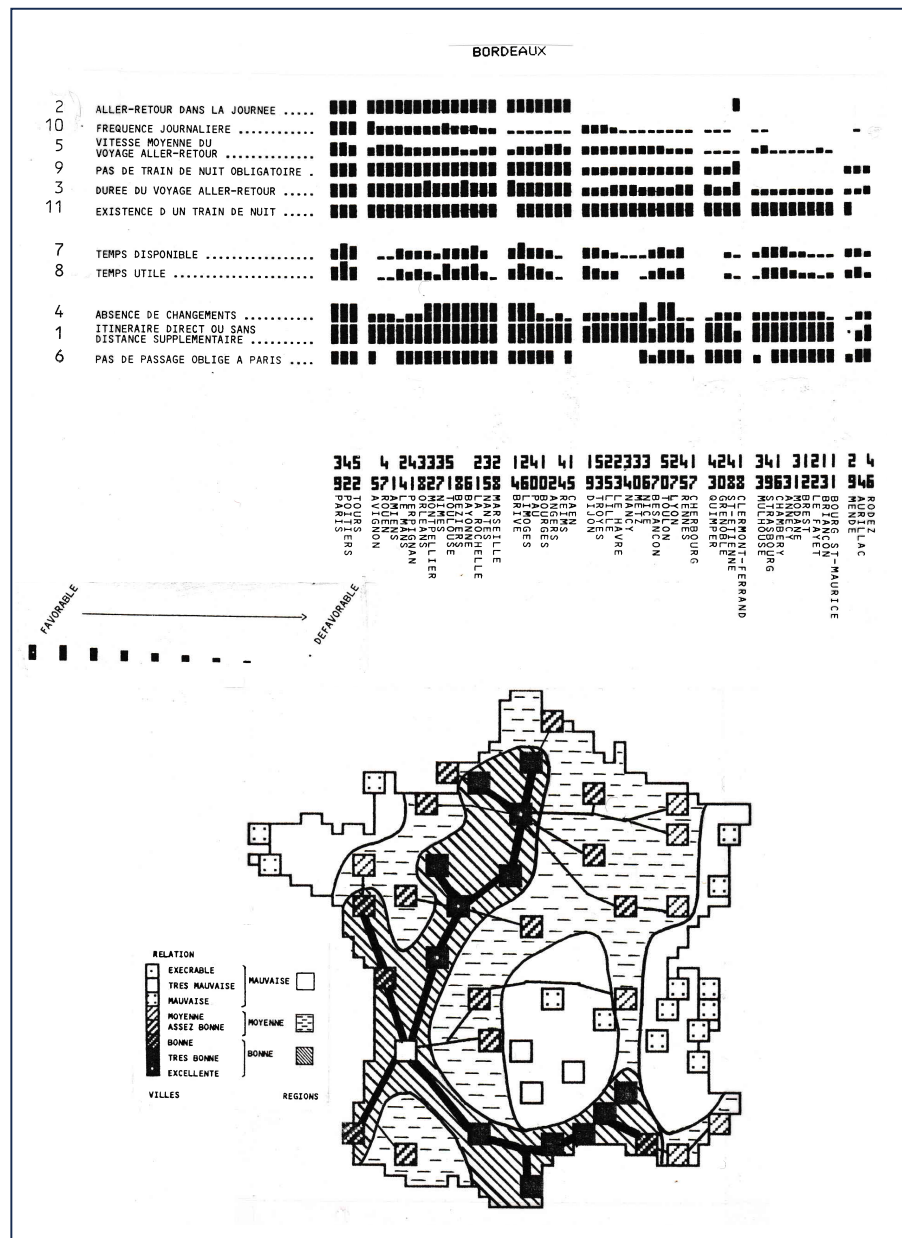 BORDEAUX
2 ALLER-RETOUR DANS LA JOURNEE .....
10 FREQUENCE JOURNALIERE ............
5 VITESSE MOYENNE DU
VOYAGE ALLER-RETOUR ..............
9 PAS DE TRAIN DE NUIT OBLIGATOIRE .
3 DUREE DU VOYAGE ALLER-RETOUR .....
11 EXISTENCE D UN TRAIN DE NUIT .....
7 TEMPS DISPONIBLE .................
8 TEMPS UTILE ......................
4 ABSENCE DE CHANGEMENTS ...........
1 ITINERAIRE DIRECT OU SANS
DISTANCE SUPPLEMENTAIRE ..........
6 PAS DE PASSAGE OBLIGE A PARIS ....
PARIS
POITIERS
TOURS
AVIGNON
ROUEN
AMIENS
LE MANS
PERPIGNAN
ORLEANS
MONTPELLIER
NIMES
TOULOUSE
BEZIERS
BAYONNE
LA ROCHELLE
NANTES
MARSEILLE
BRIVE
LIMOGES
PAU
BOURGES
ANGERS
REIMS
CAEN
DIJON
TROYES
LILLE
LE HAVRE
NANCY
METZ
NICE
BESANCON
TOULON
LYON
RENNES
CHERBOURG
QUIMPER
GRENOBLE
ST-ETIENNE
CLERMONT-FERRAND
MULHOUSE
STRASBOURG
CHAMBERY
ANNECY
MODANE
BREST
LE FAYET
BRIANCON
BOURG ST-MAURICE
MENDE
AURILLAC
RODEZ
FAVORABLE
DEFAVORABLE
RELATION
EXECRABLE
TRES MAUVAISE
MAUVAISE
MAUVAISE
MOYENNE
ASSEZ BONNE
MOYENNE
BONNE
TRES BONNE
EXCELLENTE
BONNE
VILLES REGIONS